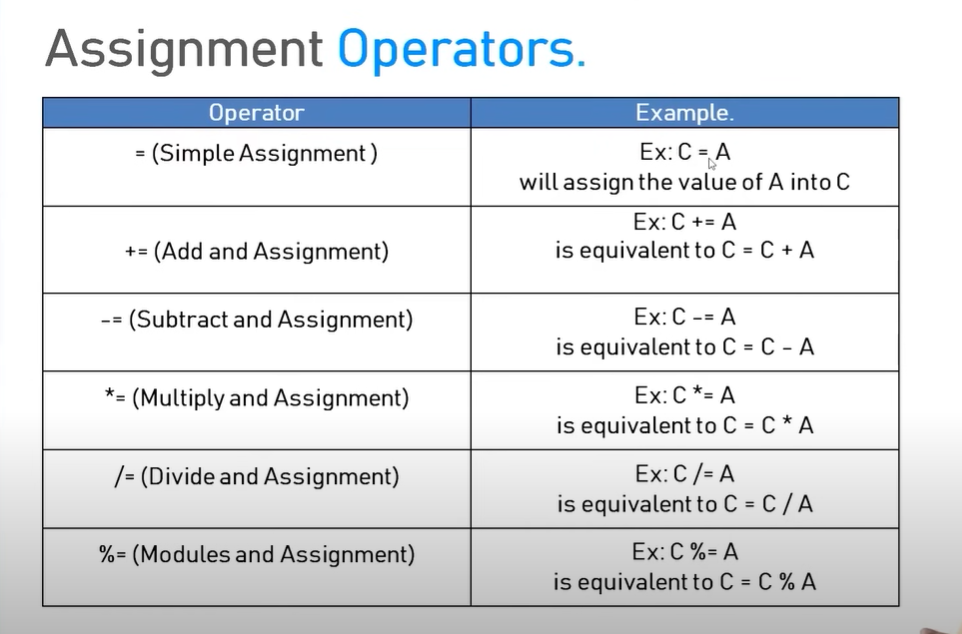 Assignment Operators.
Operator
Example.
= (Simple Assignment )
Ex: C = A
will assign the value of A into C
+= (Add and Assignment)
Ex: C += A
is equivalent to C = C + A
-= (Subtract and Assignment)
Ex: C -= A
is equivalent to C = C - A
*= (Multiply and Assignment)
Ex: C *= A
is equivalent to C = C * A
/= (Divide and Assignment)
Ex: C /= A
is equivalent to C = C / A
%= (Modules and Assignment)
Ex: C %= A
is equivalent to C = C % A